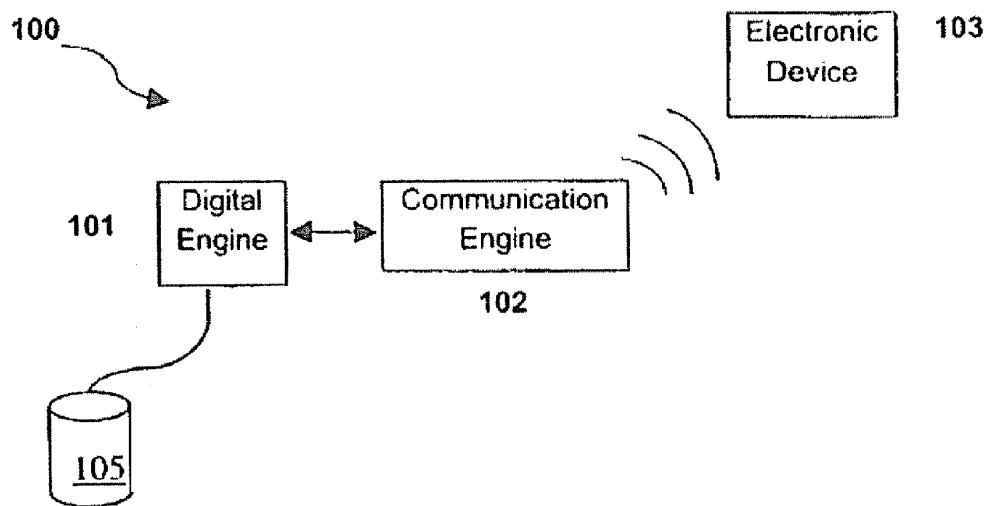 100
Electronic
Device
103
101
Digital
Engine
Communication
Engine
102
105